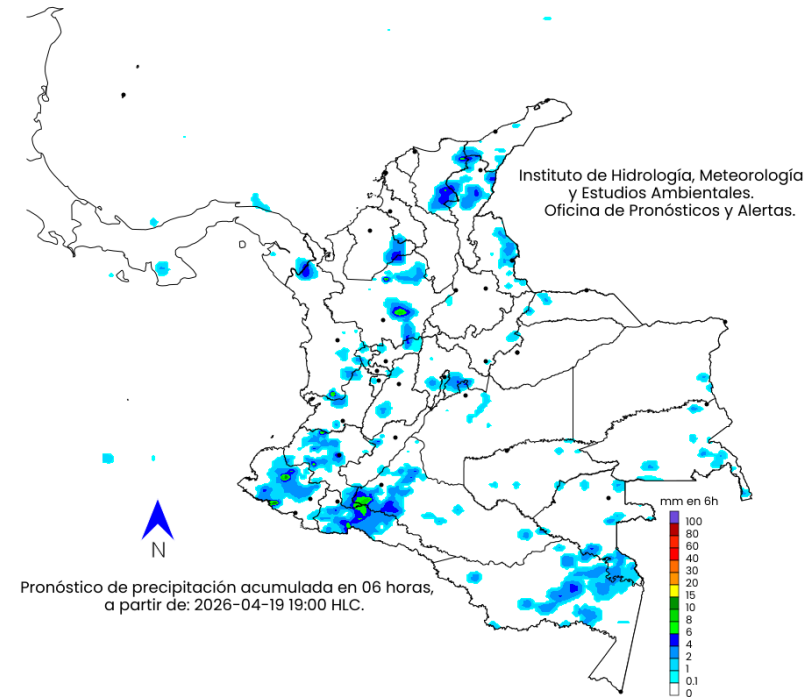 Instituto de Hidrología, Meteorología
y Estudios Ambientales.
Oficina de Pronósticos y Alertas.
N
Pronóstico de precipitación acumulada en 06 horas,
a partir de: 2026-04-19 19:00 HLC.
mm en 6h
100
80
60
40
30
20
15
10
8
6
4
2
1
0.1
0